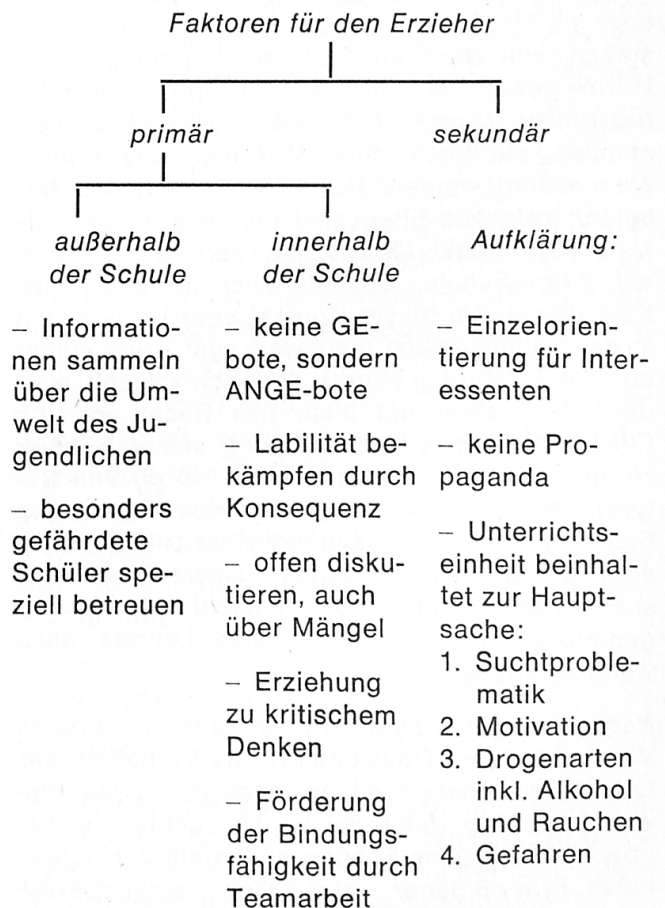 Faktoren für den Erzieher
primär
sekundär
außerhalb
der Schule
– Informatio-
nen sammeln
über die Um-
welt des Ju-
gendlichen
– besonders
gefährdete
Schüler spe-
ziell betreuen
innerhalb
der Schule
– keine GE-
bote, sondern
ANGE-bote
– Labilität be-
kämpfen durch
Konsequenz
– offen disku-
tieren, auch
über Mängel
– Erziehung
zu kritischem
Denken
– Förderung
der Bindungs-
fähigkeit durch
Teamarbeit
Aufklärung:
– Einzelorien-
tierung für Inter-
essenten
– keine Pro-
paganda
– Unterrichts-
einheit beinhal-
tet zur Haupt-
sache:
1. Suchtproble-
matik
2. Motivation
3. Drogenarten
inkl. Alkohol
und Rauchen
4. Gefahren